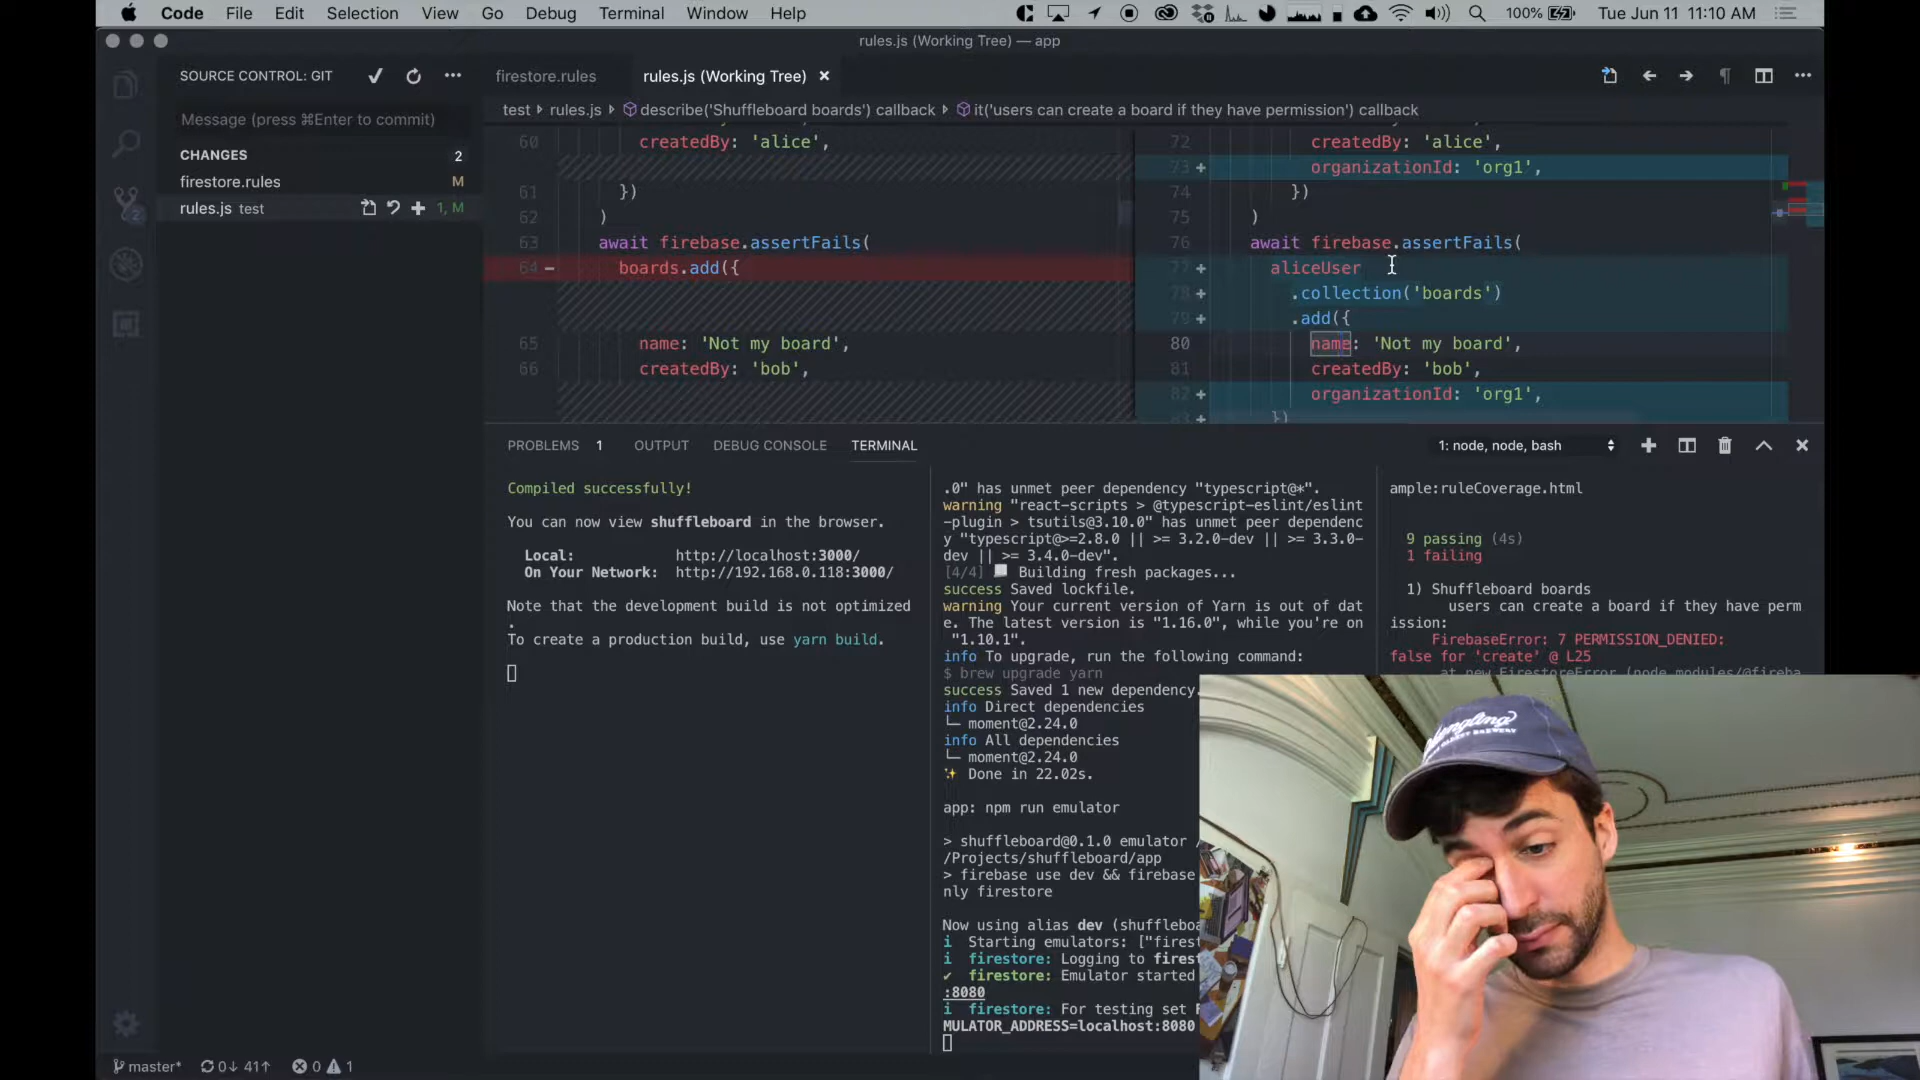 Code File Edit Selection View Go Debug Terminal Window Help 100% Tue Jun 11 11:10 AM
rules.js (Working Tree) — app
SOURCE CONTROL: GIT
firestore.rules rules.js (Working Tree)
test rules.js describe('Shuffleboard boards') callback it('users can create a board if they have permission') callback
Message (press ⌘Enter to commit)
CHANGES 2
firestore.rules M
rules.js test 1, M
60 createdBy: 'alice',
61 })
62 )
63 await firebase.assertFails(
64 boards.add({
65 name: 'Not my board',
66 createdBy: 'bob',
72 createdBy: 'alice',
73 + organizationId: 'org1',
74 })
75 )
76 await firebase.assertFails(
77 + aliceUser
78 + .collection('boards')
79 + .add({
80 name: 'Not my board',
81 createdBy: 'bob',
82 + organizationId: 'org1',
83 + })
PROBLEMS 1 OUTPUT DEBUG CONSOLE TERMINAL 1: node, node, bash
Compiled successfully!
You can now view shuffleboard in the browser.
Local: http://localhost:3000/
On Your Network: http://192.168.0.118:3000/
Note that the development build is not optimized
.
To create a production build, use yarn build.
.0" has unmet peer dependency "typescript@*".
warning "react-scripts > @typescript-eslint/eslint
-plugin > tsutils@3.10.0" has unmet peer dependenc
y "typescript@>=2.8.0 || >= 3.2.0-dev || >= 3.3.0-
dev || >= 3.4.0-dev".
[4/4] Building fresh packages...
success Saved lockfile.
warning Your current version of Yarn is out of dat
e. The latest version is "1.16.0", while you're on
"1.10.1".
info To upgrade, run the following command:
$ brew upgrade yarn
success Saved 1 new dependency.
info Direct dependencies
└─ moment@2.24.0
info All dependencies
└─ moment@2.24.0
✨ Done in 22.02s.
app: npm run emulator
> shuffleboard@0.1.0 emulator
/Projects/shuffleboard/app
> firebase use dev && firebase
nly firestore
Now using alias dev (shuffleboa
i Starting emulators: ["firest
i firestore: Logging to firest
✔ firestore: Emulator started
:8080
i firestore: For testing set F
MULATOR_ADDRESS=localhost:8080
ample:ruleCoverage.html
9 passing (4s)
1 failing
1) Shuffleboard boards
users can create a board if they have perm
ission:
FirebaseError: 7 PERMISSION_DENIED:
false for 'create' @ L25
at new FirestoreError (node_modules/@fireba
master* 0↓ 41↑ 0 1